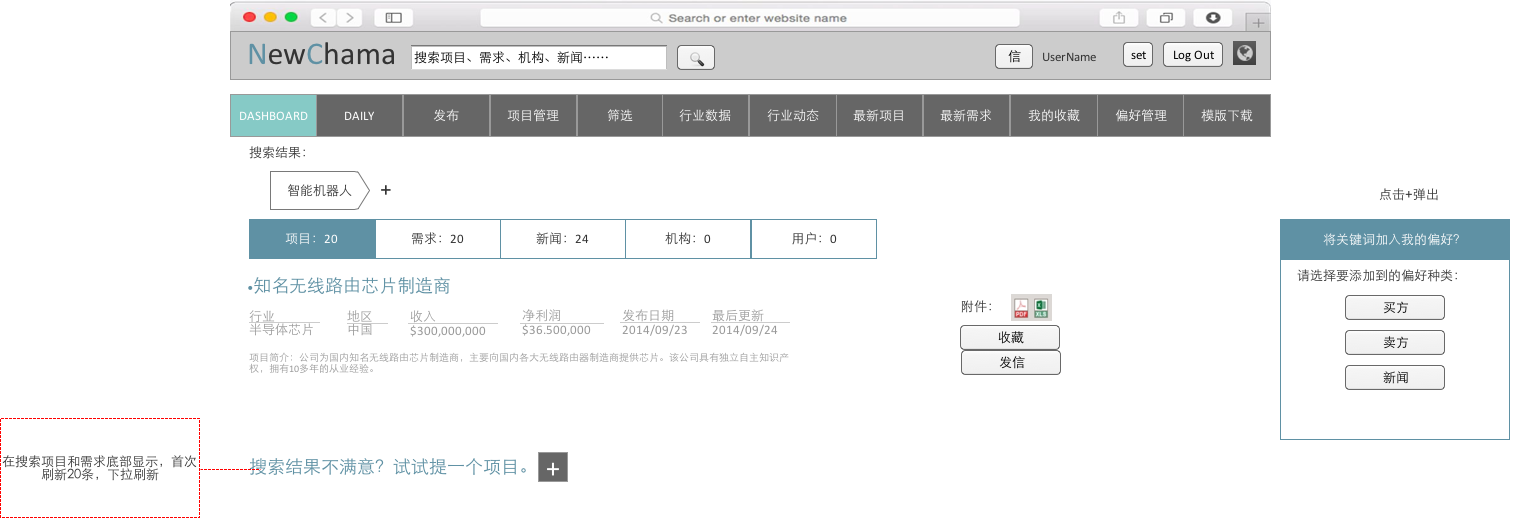 Search or enter website name
NewChama
搜索项目、需求、机构、新闻……
信
UserName
set
Log Out
DASHBOARD
DAILY
发布
项目管理
筛选
行业数据
行业动态
最新项目
最新需求
我的收藏
偏好管理
模版下载
搜索结果：
智能机器人
+
点击+弹出
项目：20
需求：20
新闻：24
机构：0
用户：0
将关键词加入我的偏好？
请选择要添加到的偏好种类：
买方
卖方
新闻
•知名无线路由芯片制造商
行业
地区
收入
净利润
发布日期
最后更新
半导体芯片
中国
$300,000,000
$36.500,000
2014/09/23
2014/09/24
附件：
PDF
XLS
收藏
发信
项目简介：公司为国内知名无线路由芯片制造商，主要向国内各大无线路由器制造商提供芯片。该公司具有独立自主知识产
权，拥有10多年的从业经验。
在搜索项目和需求底部显示，首次
刷新20条，下拉刷新
搜索结果不满意？试试提一个项目。
+